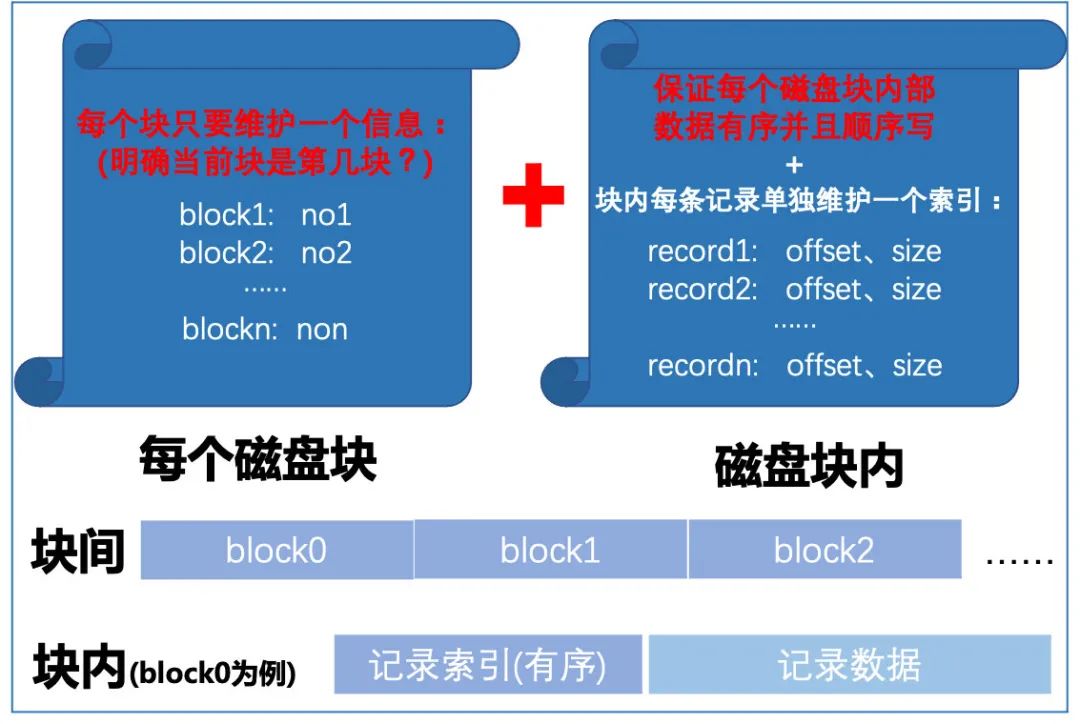 每个块只要维护一个信息：
(明确当前块是第几块？)
block1: no1
block2: no2
……
blockn: non
保证每个磁盘块内部
数据有序并且顺序写
+
块内每条记录单独维护一个索引：
record1: offset、size
record2: offset、size
……
recordn: offset、size
每个磁盘块
磁盘块内
块间 block0 block1 block2 ……
块内(block0为例) 记录索引(有序) 记录数据